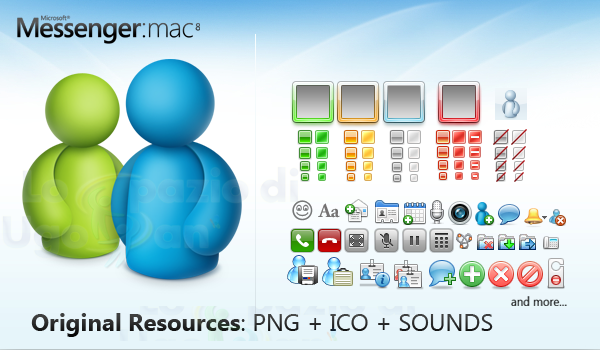 Microsoft®
Messenger:mac8
Aa
and more...
Original Resources: PNG + ICO + SOUNDS